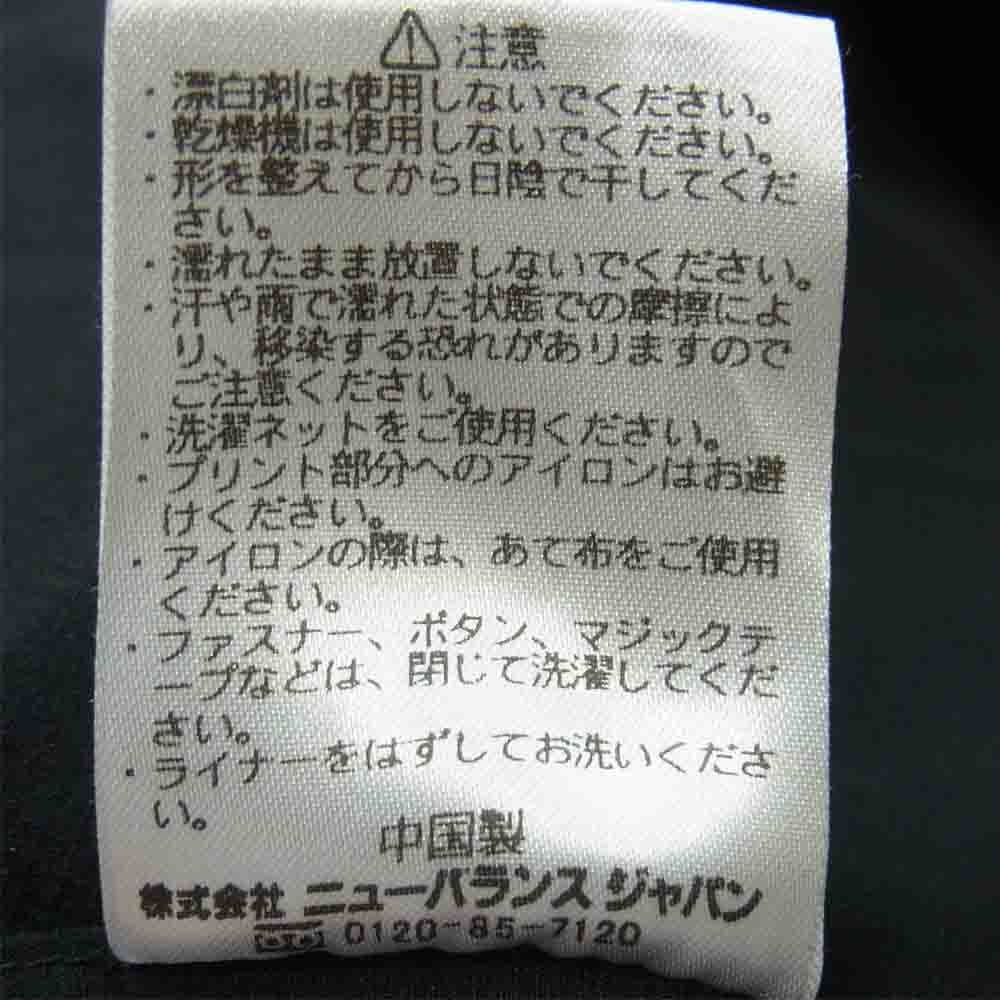 注意
・漂白剤は使用しないでください。
・乾燥機は使用しないでください。
・形を整えてから日陰で干してくだ
さい。
・濡れたまま放置しないでください。
・汗や雨で濡れた状態での摩擦によ
り、移染する恐れがありますので
ご注意ください。
・洗濯ネットをご使用ください。
・プリント部分へのアイロンはお避
けください。
・アイロンの際は、あて布をご使用
ください。
・ファスナー、ボタン、マジックテ
ープなどは、閉じて洗濯してくだ
さい。
・ライナーをはずしてお洗いくださ
い。
中国製
株式会社 ニューバランス ジャパン
0120-85-7120